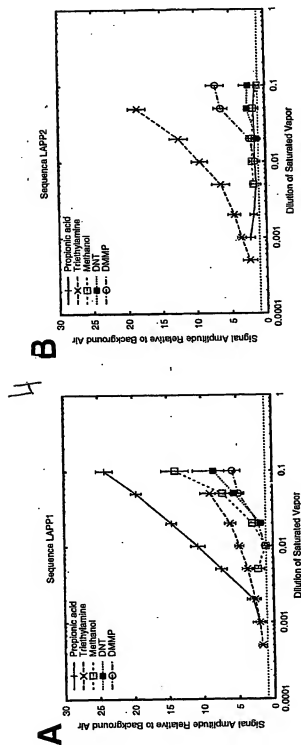 A
Sequence LAPP1
Signal Amplitude Relative to Background Air
30
25
20
15
10
5
0
Propionic acid
Triethylamine
Methanol
DNT
DMMP
0.0001
0.001
0.01
0.1
1
Dilution of Saturated Vapor
B
Sequenca LAPP2
Signal Amplitude Relative to Background Air
30
25
20
15
10
5
0
Propionic acid
Triethylamine
Methanol
DNT
DMMP
0.0001
0.001
0.01
0.1
1
Dilution of Saturated Vapor